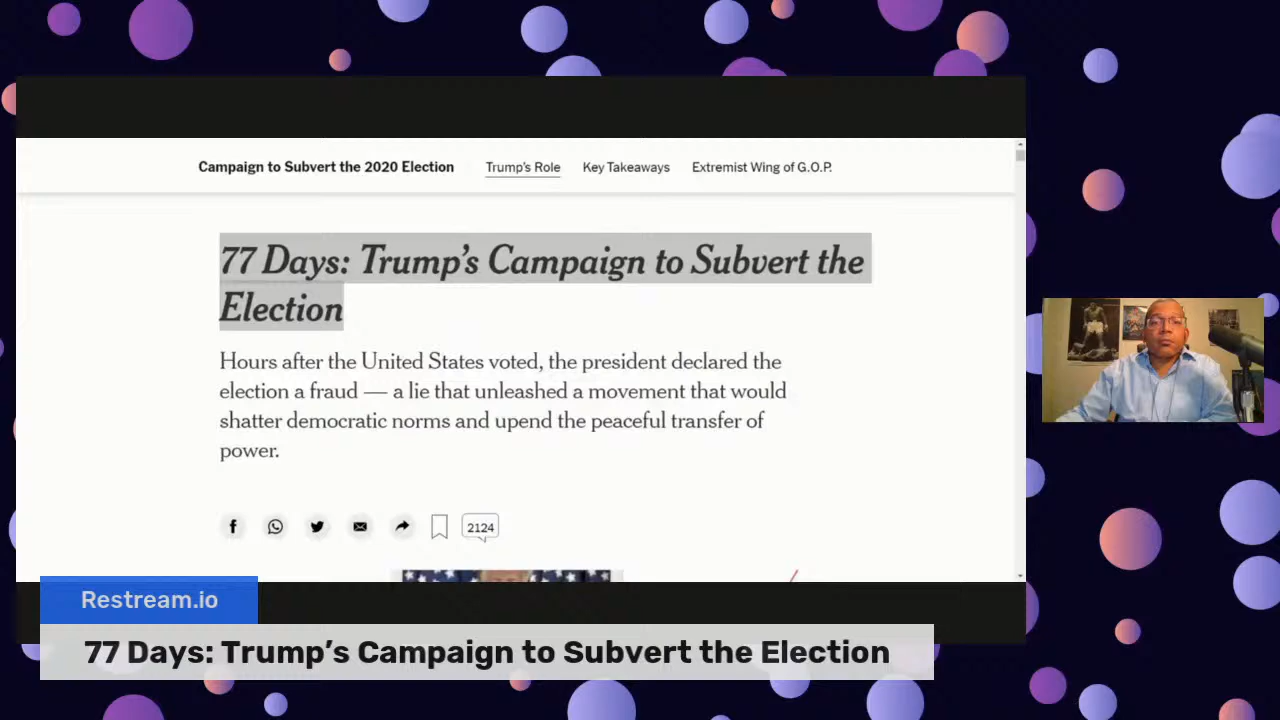 Campaign to Subvert the 2020 Election Trump's Role Key Takeaways Extremist Wing of G.O.P.
77 Days: Trump's Campaign to Subvert the
Election
Hours after the United States voted, the president declared the
election a fraud — a lie that unleashed a movement that would
shatter democratic norms and upend the peaceful transfer of
power.
2124
Restream.io
77 Days: Trump's Campaign to Subvert the Election